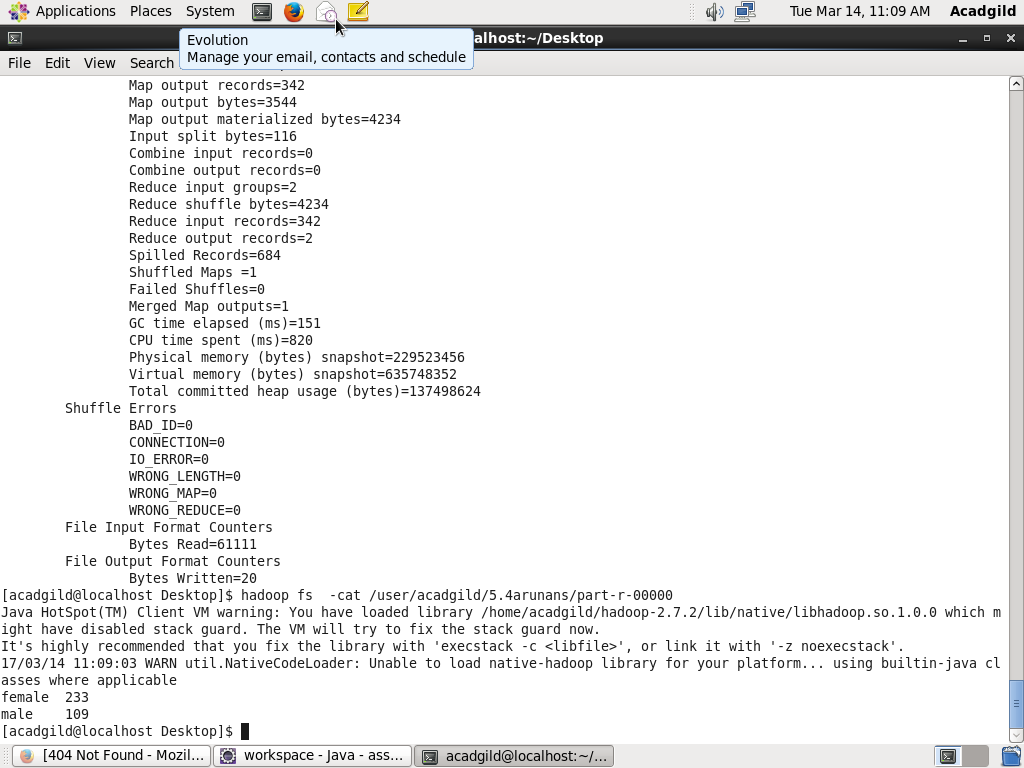 Applications Places System Tue Mar 14, 11:09 AM Acadgild
alhost:~/Desktop
Evolution
Manage your email, contacts and schedule
File Edit View Search
Map output records=342
Map output bytes=3544
Map output materialized bytes=4234
Input split bytes=116
Combine input records=0
Combine output records=0
Reduce input groups=2
Reduce shuffle bytes=4234
Reduce input records=342
Reduce output records=2
Spilled Records=684
Shuffled Maps =1
Failed Shuffles=0
Merged Map outputs=1
GC time elapsed (ms)=151
CPU time spent (ms)=820
Physical memory (bytes) snapshot=229523456
Virtual memory (bytes) snapshot=635748352
Total committed heap usage (bytes)=137498624
Shuffle Errors
BAD_ID=0
CONNECTION=0
IO_ERROR=0
WRONG_LENGTH=0
WRONG_MAP=0
WRONG_REDUCE=0
File Input Format Counters
Bytes Read=61111
File Output Format Counters
Bytes Written=20
[acadgild@localhost Desktop]$ hadoop fs  -cat /user/acadgild/5.4arunans/part-r-00000
Java HotSpot(TM) Client VM warning: You have loaded library /home/acadgild/hadoop-2.7.2/lib/native/libhadoop.so.1.0.0 which m
ight have disabled stack guard. The VM will try to fix the stack guard now.
It's highly recommended that you fix the library with 'execstack -c <libfile>', or link it with '-z noexecstack'.
17/03/14 11:09:03 WARN util.NativeCodeLoader: Unable to load native-hadoop library for your platform... using builtin-java cl
asses where applicable
female 233
male 109
[acadgild@localhost Desktop]$
[404 Not Found - Mozil... workspace - Java - ass... acadgild@localhost:~/...